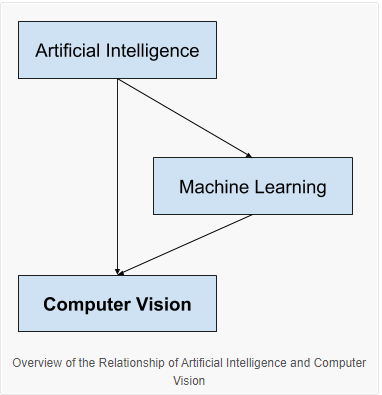 Artificial Intelligence
Machine Learning
Computer Vision
Overview of the Relationship of Artificial Intelligence and Computer
Vision